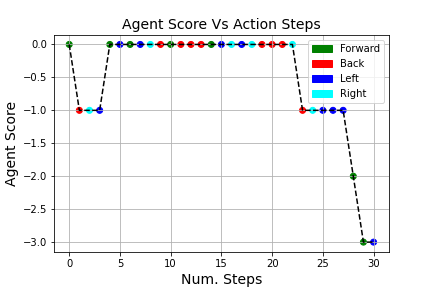 Agent Score Vs Action Steps
0.0
−0.5
−1.0
−1.5
−2.0
−2.5
−3.0
Agent Score
Forward
Back
Left
Right
0 5 10 15 20 25 30
Num. Steps